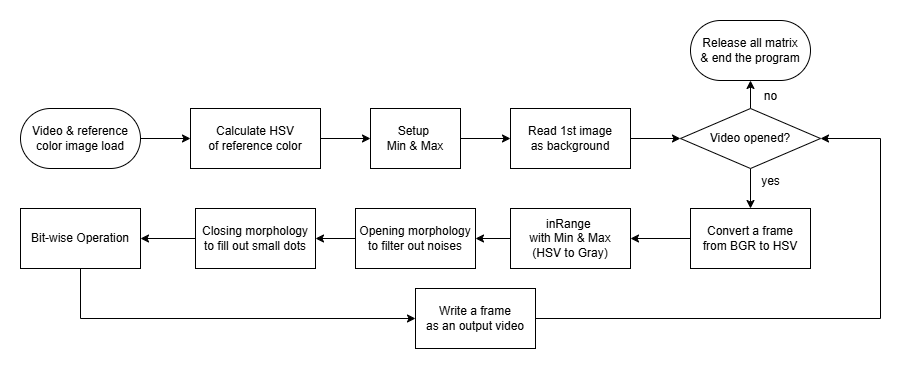 Release all matrix
& end the program
no
Video & reference
color image load
Calculate HSV
of reference color
Setup
Min & Max
Read 1st image
as background
Video opened?
yes
Bit-wise Operation
Closing morphology
to fill out small dots
Opening morphology
to filter out noises
inRange
with Min & Max
(HSV to Gray)
Convert a frame
from BGR to HSV
Write a frame
as an output video